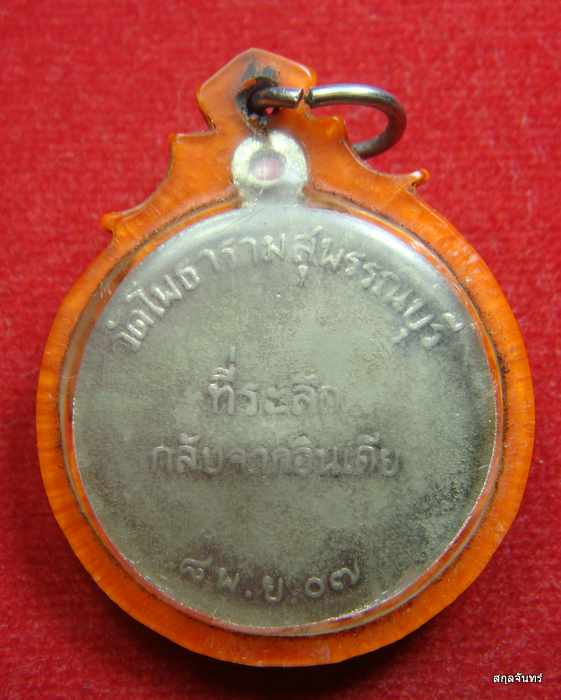 วัดไผ่ธาราม สุพรรณบุรี
ที่ระลึก
กลับจากอินเดีย
๘ พ.ย. ๐๗
สกุลจันทร์